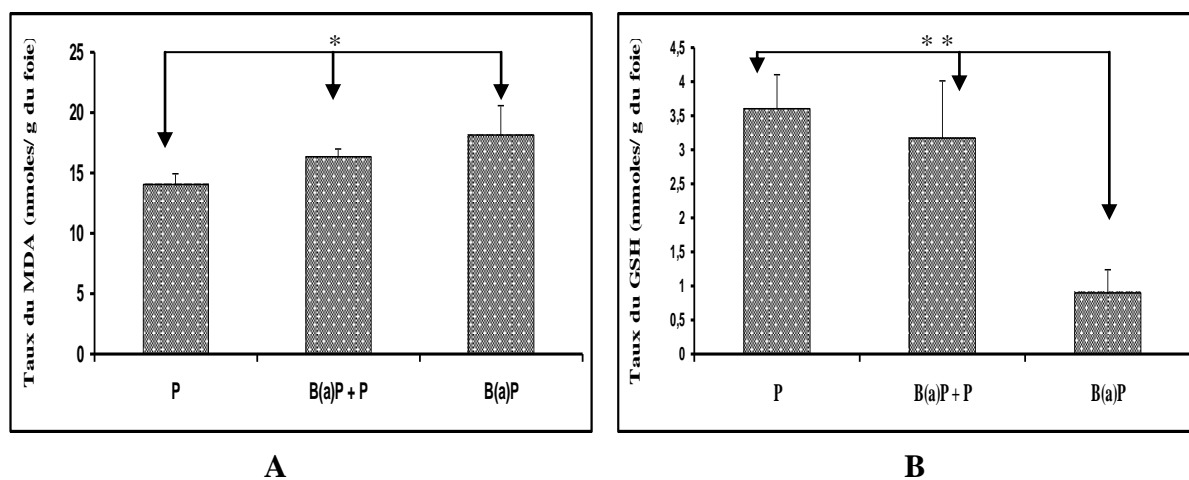 Taux du MDA (nmoles/ g du foie)
*
25
20
15
10
5
0
P
B(a)P + P
B(a)P
A
Taux du GSH (mmoles/ g du foie)
* *
4,5
4
3,5
3
2,5
2
1,5
1
0,5
0
P
B(a)P + P
B(a)P
B